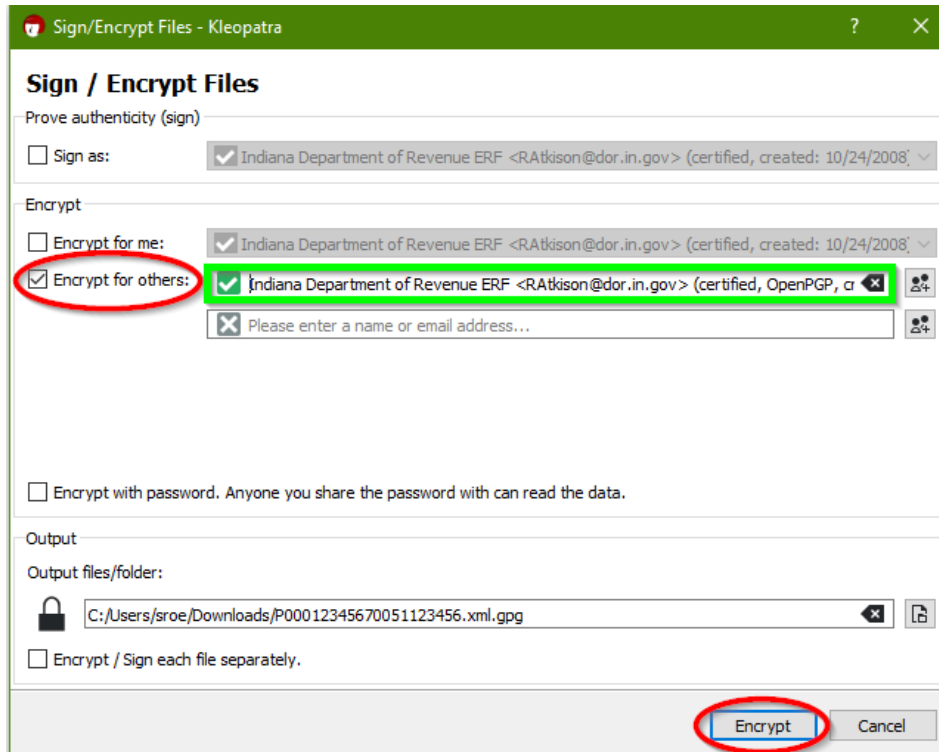 Sign/Encrypt Files - Kleopatra ?
Sign / Encrypt Files
Prove authenticity (sign)
Sign as: Indiana Department of Revenue ERF <RAtkison@dor.in.gov> (certified, created: 10/24/2008)
Encrypt
Encrypt for me: Indiana Department of Revenue ERF <RAtkison@dor.in.gov> (certified, created: 10/24/2008)
Encrypt for others: Indiana Department of Revenue ERF <RAtkison@dor.in.gov> (certified, OpenPGP, cr
Please enter a name or email address...
Encrypt with password. Anyone you share the password with can read the data.
Output
Output files/folder:
C:/Users/sroe/Downloads/P00012345670051123456.xml.gpg
Encrypt / Sign each file separately.
Encrypt Cancel